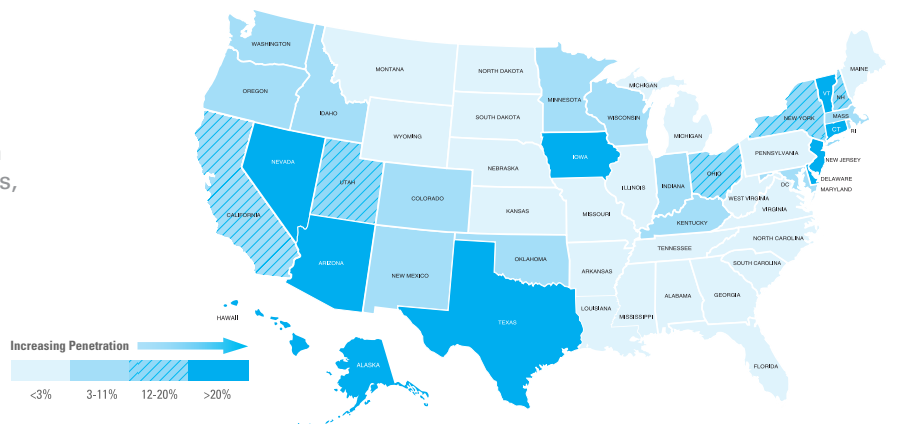 WASHINGTON
OREGON
IDAHO
MONTANA
WYOMING
NORTH DAKOTA
SOUTH DAKOTA
NEBRASKA
KANSAS
MINNESOTA
WISCONSIN
IOWA
MICHIGAN
MICHIGAN
MAINE
VT
NH
NEW YORK
MASS
CT
RI
PENNSYLVANIA
NEW JERSEY
DELAWARE
MARYLAND
DC
NEVADA
UTAH
CALIFORNIA
COLORADO
ARIZONA
NEW MEXICO
OKLAHOMA
TEXAS
ILLINOIS
INDIANA
OHIO
WEST VIRGINIA
VIRGINIA
KENTUCKY
MISSOURI
TENNESSEE
NORTH CAROLINA
SOUTH CAROLINA
ARKANSAS
LOUISIANA
MISSISSIPPI
ALABAMA
GEORGIA
FLORIDA
HAWAII
ALASKA
s,
Increasing Penetration
<3% 3-11% 12-20% >20%